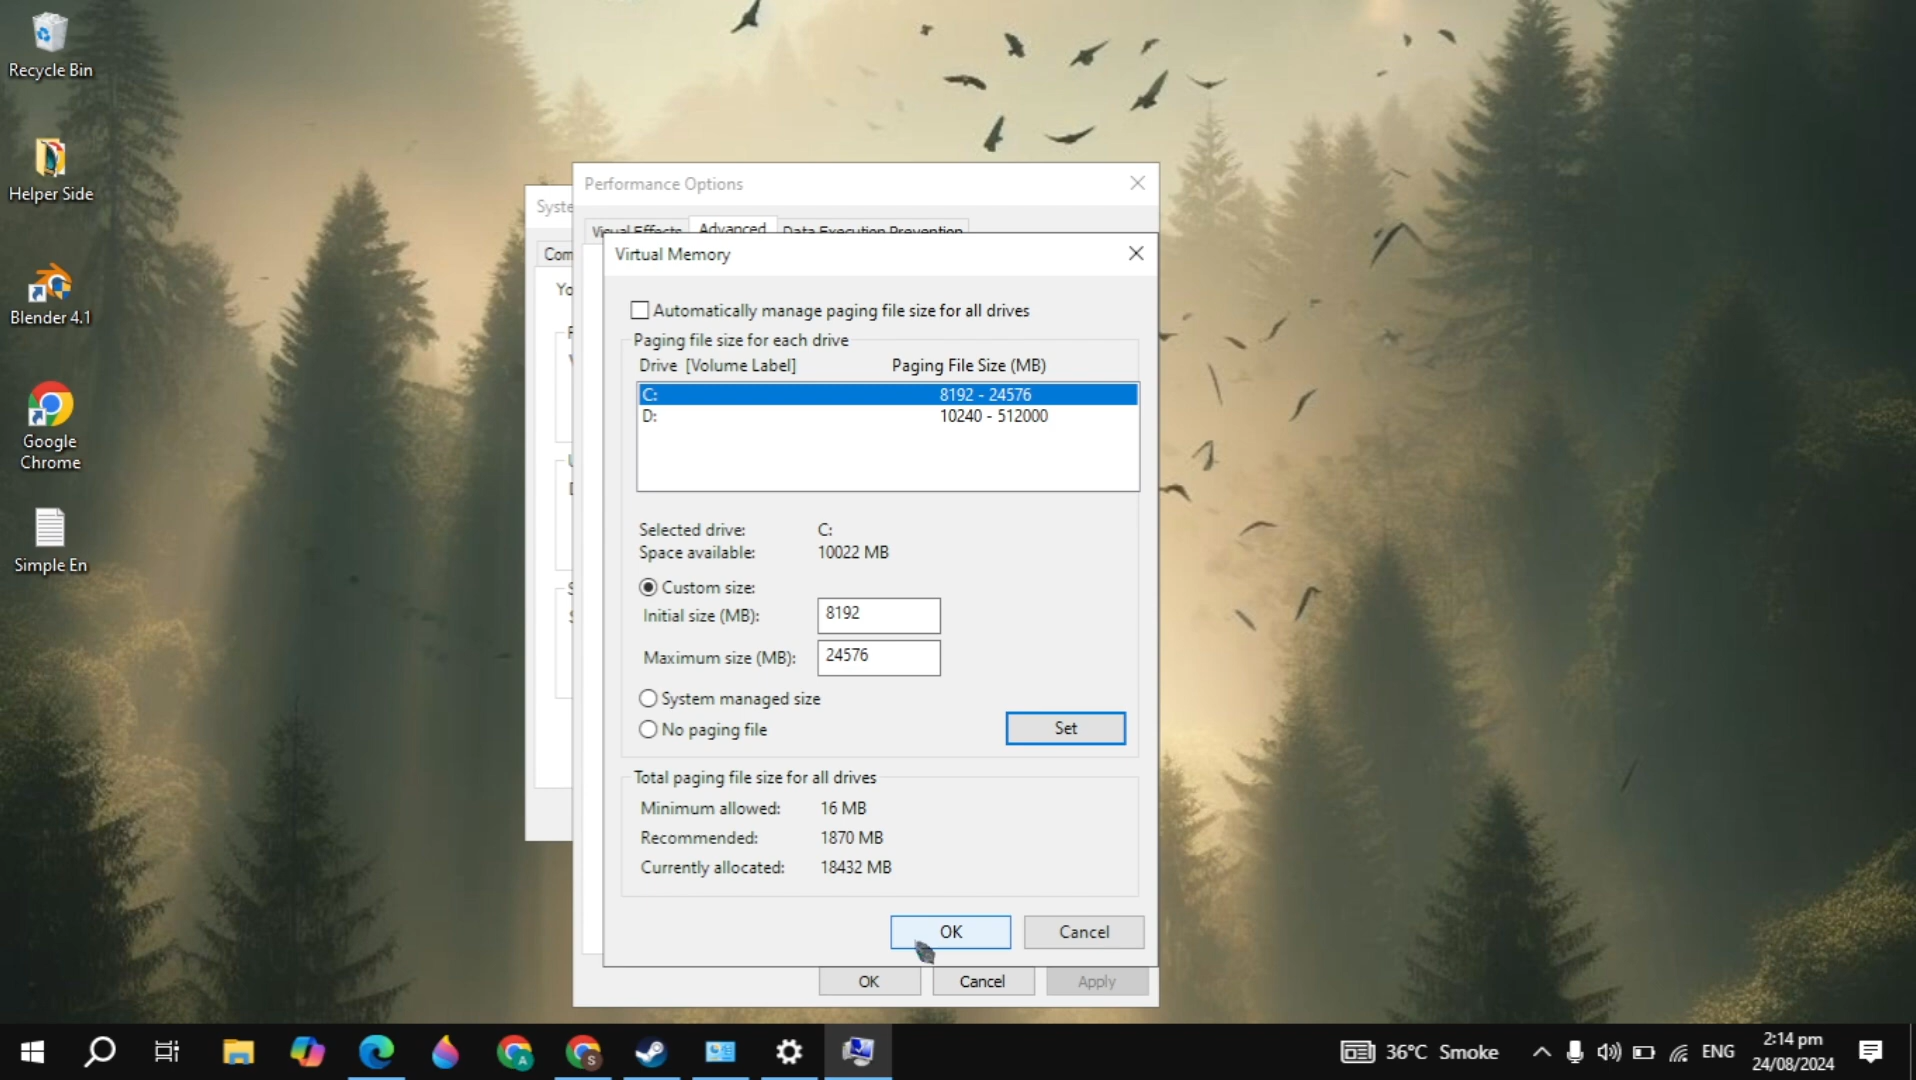 Recycle Bin
Helper Side
Blender 4.1
Google
Chrome
Simple En
Performance Options
Visual Effects Advanced Data Execution Prevention
Virtual Memory
Automatically manage paging file size for all drives
Paging file size for each drive
Drive [Volume Label] Paging File Size (MB)
C: 8192 - 24576
D: 10240 - 512000
Selected drive: C:
Space available: 10022 MB
Custom size:
Initial size (MB): 8192
Maximum size (MB): 24576
System managed size
No paging file
Set
Total paging file size for all drives
Minimum allowed: 16 MB
Recommended: 1870 MB
Currently allocated: 18432 MB
OK Cancel
OK Cancel Apply
36°C Smoke
ENG
2:14 pm
24/08/2024